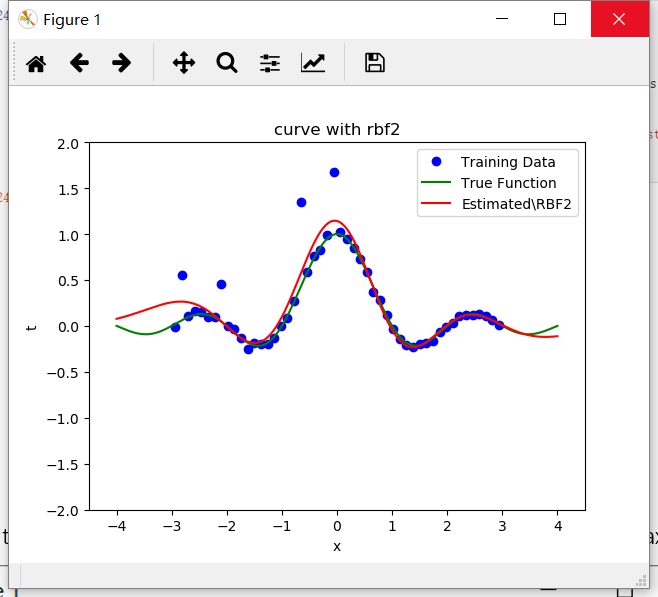 Figure 1
curve with rbf2
2.0
1.5
1.0
0.5
0.0
−0.5
−1.0
−1.5
−2.0
t
Training Data
True Function
Estimated\RBF2
−4
−3
−2
−1
0
1
2
3
4
x